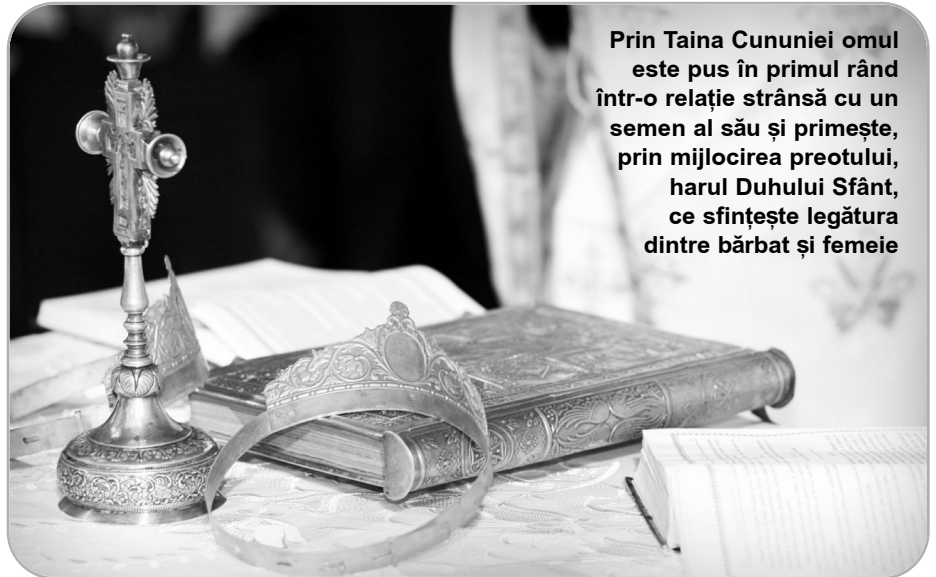 Prin Taina Cununiei omul
este pus în primul rând
într-o relație strânsă cu un
semen al său și primește,
prin mijlocirea preotului,
harul Duhului Sfânt,
ce sfințește legătura
dintre bărbat și femeie